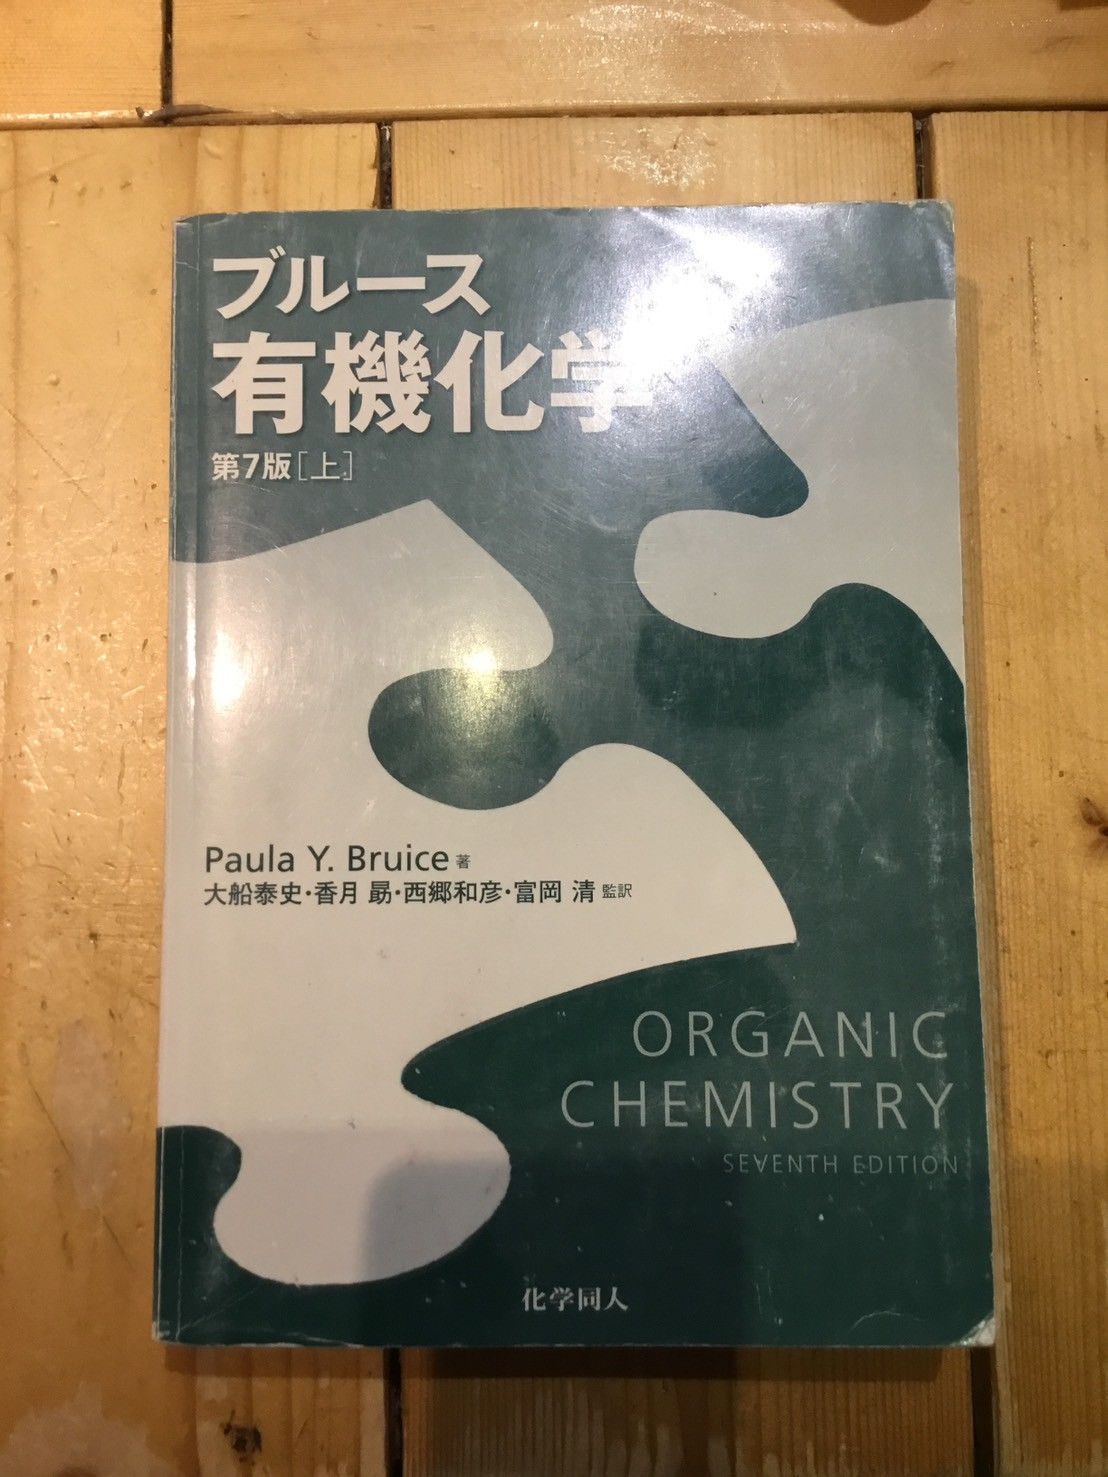 ブルース
有機化学
第7版[上]
Paula Y. Bruice 著
大船泰史・香月 勗・西郷和彦・富岡 清 監訳
ORGANIC
CHEMISTRY
SEVENTH EDITION
化学同人